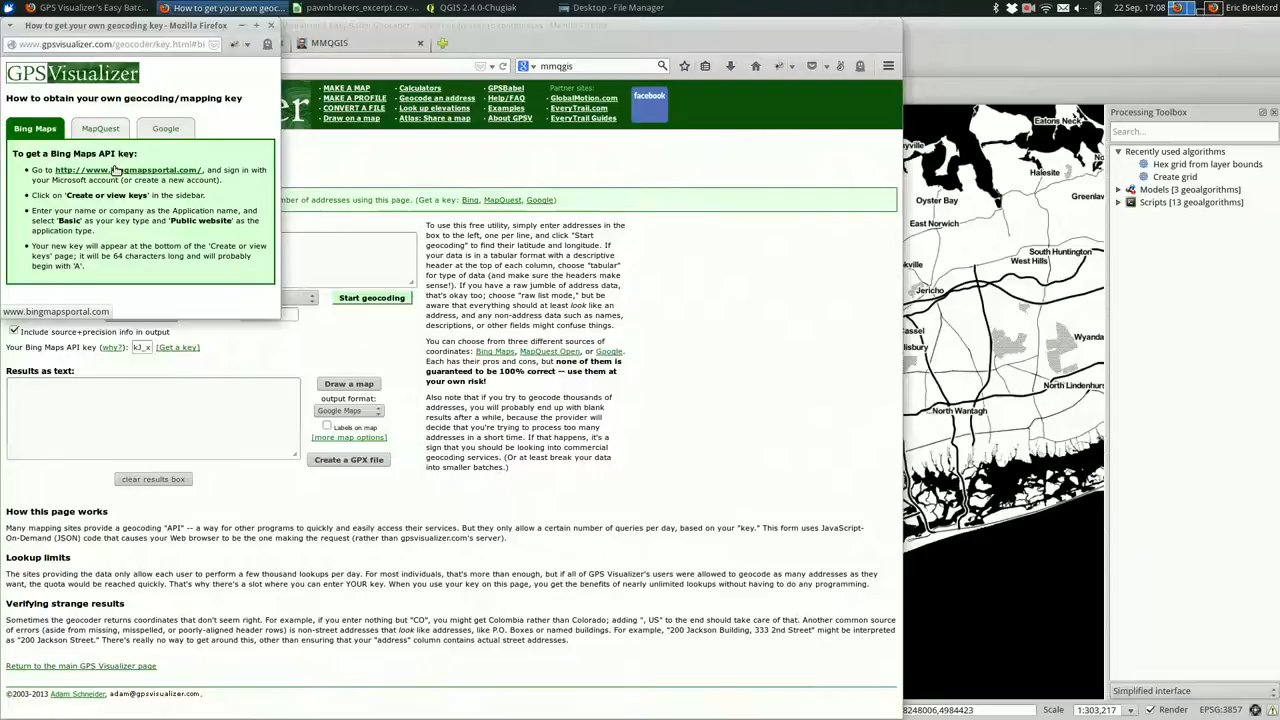 GPS Visualizer's Easy Batc...
How to get your own geoc...
pawnbrokers_excerpt.csv -...
QGIS 2.4.0-Chugiak
Desktop - File Manager
22 Sep, 17:08
Eric Brelsford
How to get your own geocoding key - Mozilla Firefox
www.gpsvisualizer.com/geocoder/key.html#bi
MMQGIS
mmqgis
GPSVisualizer
How to obtain your own geocoding/mapping key
Bing Maps
MapQuest
Google
To get a Bing Maps API key:
Go to http://www.bingmapsportal.com/, and sign in with
your Microsoft account (or create a new account).
Click on 'Create or view keys' in the sidebar.
Enter your name or company as the Application name, and
select 'Basic' as your key type and 'Public website' as the
application type.
Your new key will appear at the bottom of the 'Create or view
keys' page; it will be 64 characters long and will probably
begin with 'A'.
www.bingmapsportal.com
MAKE A MAP
MAKE A PROFILE
CONVERT A FILE
Draw on a map
Calculators
Geocode an address
Look up elevations
Atlas: Share a map
GPSBabel
Help/FAQ
Examples
About GPSV
Partner sites:
GlobalMotion.com
EveryTrail.com
EveryTrail Guides
facebook
er
number of addresses using this page. (Get a key: Bing, MapQuest, Google)
To use this free utility, simply enter addresses in the
box to the left, one per line, and click "Start
geocoding" to find their latitude and longitude. If
your data is in a tabular format with a descriptive
header at the top of each column, choose "tabular"
for type of data (and make sure the headers make
sense!). If you have a raw jumble of address data,
that's okay too; choose "raw list mode," but be
aware that everything should at least look like an
address, and any non-address data such as names,
descriptions, or other fields might confuse things.
You can choose from three different sources of
coordinates: Bing Maps, MapQuest Open, or Google.
Each has their pros and cons, but none of them is
guaranteed to be 100% correct -- use them at
your own risk!
Also note that if you try to geocode thousands of
addresses, you will probably end up with blank
results after a while, because the provider will
decide that you're trying to process too many
addresses in a short time. If that happens, it's a
sign that you should be looking into commercial
geocoding services. (Or at least break your data
into smaller batches.)
Start geocoding
Include source+precision info in output
Your Bing Maps API key (why?): kJ_x [Get a key]
Results as text:
Draw a map
output format:
Google Maps
Labels on map
[more map options]
Create a GPX file
clear results box
How this page works
Many mapping sites provide a geocoding "API" -- a way for other programs to quickly and easily access their services. But they only allow a certain number of queries per day, based on your "key." This form uses JavaScript-
On-Demand (JSON) code that causes your Web browser to be the one making the request (rather than gpsvisualizer.com's server).
Lookup limits
The sites providing the data only allow each user to perform a few thousand lookups per day. For most individuals, that's more than enough, but if all of GPS Visualizer's users were allowed to geocode as many addresses as they
want, the quota would be reached quickly. That's why there's a slot where you can enter YOUR key. When you use your key on this page, you get the benefits of nearly unlimited lookups without having to do any programming.
Verifying strange results
Sometimes the geocoder returns coordinates that don't seem right. For example, if you enter nothing but "CO", you might get Colombia rather than Colorado; adding ", US" to the end should take care of that. Another common source
of errors (aside from missing, misspelled, or poorly-aligned header rows) is non-street addresses that look like addresses, like P.O. Boxes or named buildings. For example, "200 Jackson Building, 333 2nd Street" might be interpreted
as "200 Jackson Street." There's really no way to get around this, other than ensuring that your "address" column contains actual street addresses.
Return to the main GPS Visualizer page
©2003-2013 Adam Schneider, adam@gpsvisualizer.com.
Eatons Neck
Halesite
Greenlaw
Oyster Bay
East Norwich
South Huntington
West Hills
Jericho
Wyanda
North Lindenhurs
North Wantagh
Processing Toolbox
Search...
Recently used algorithms
Hex grid from layer bounds
Create grid
Models [3 geoalgorithms]
Scripts [13 geoalgorithms]
Simplified interface
8248006,4984423
Scale
1:303,217
Render
EPSG:3857